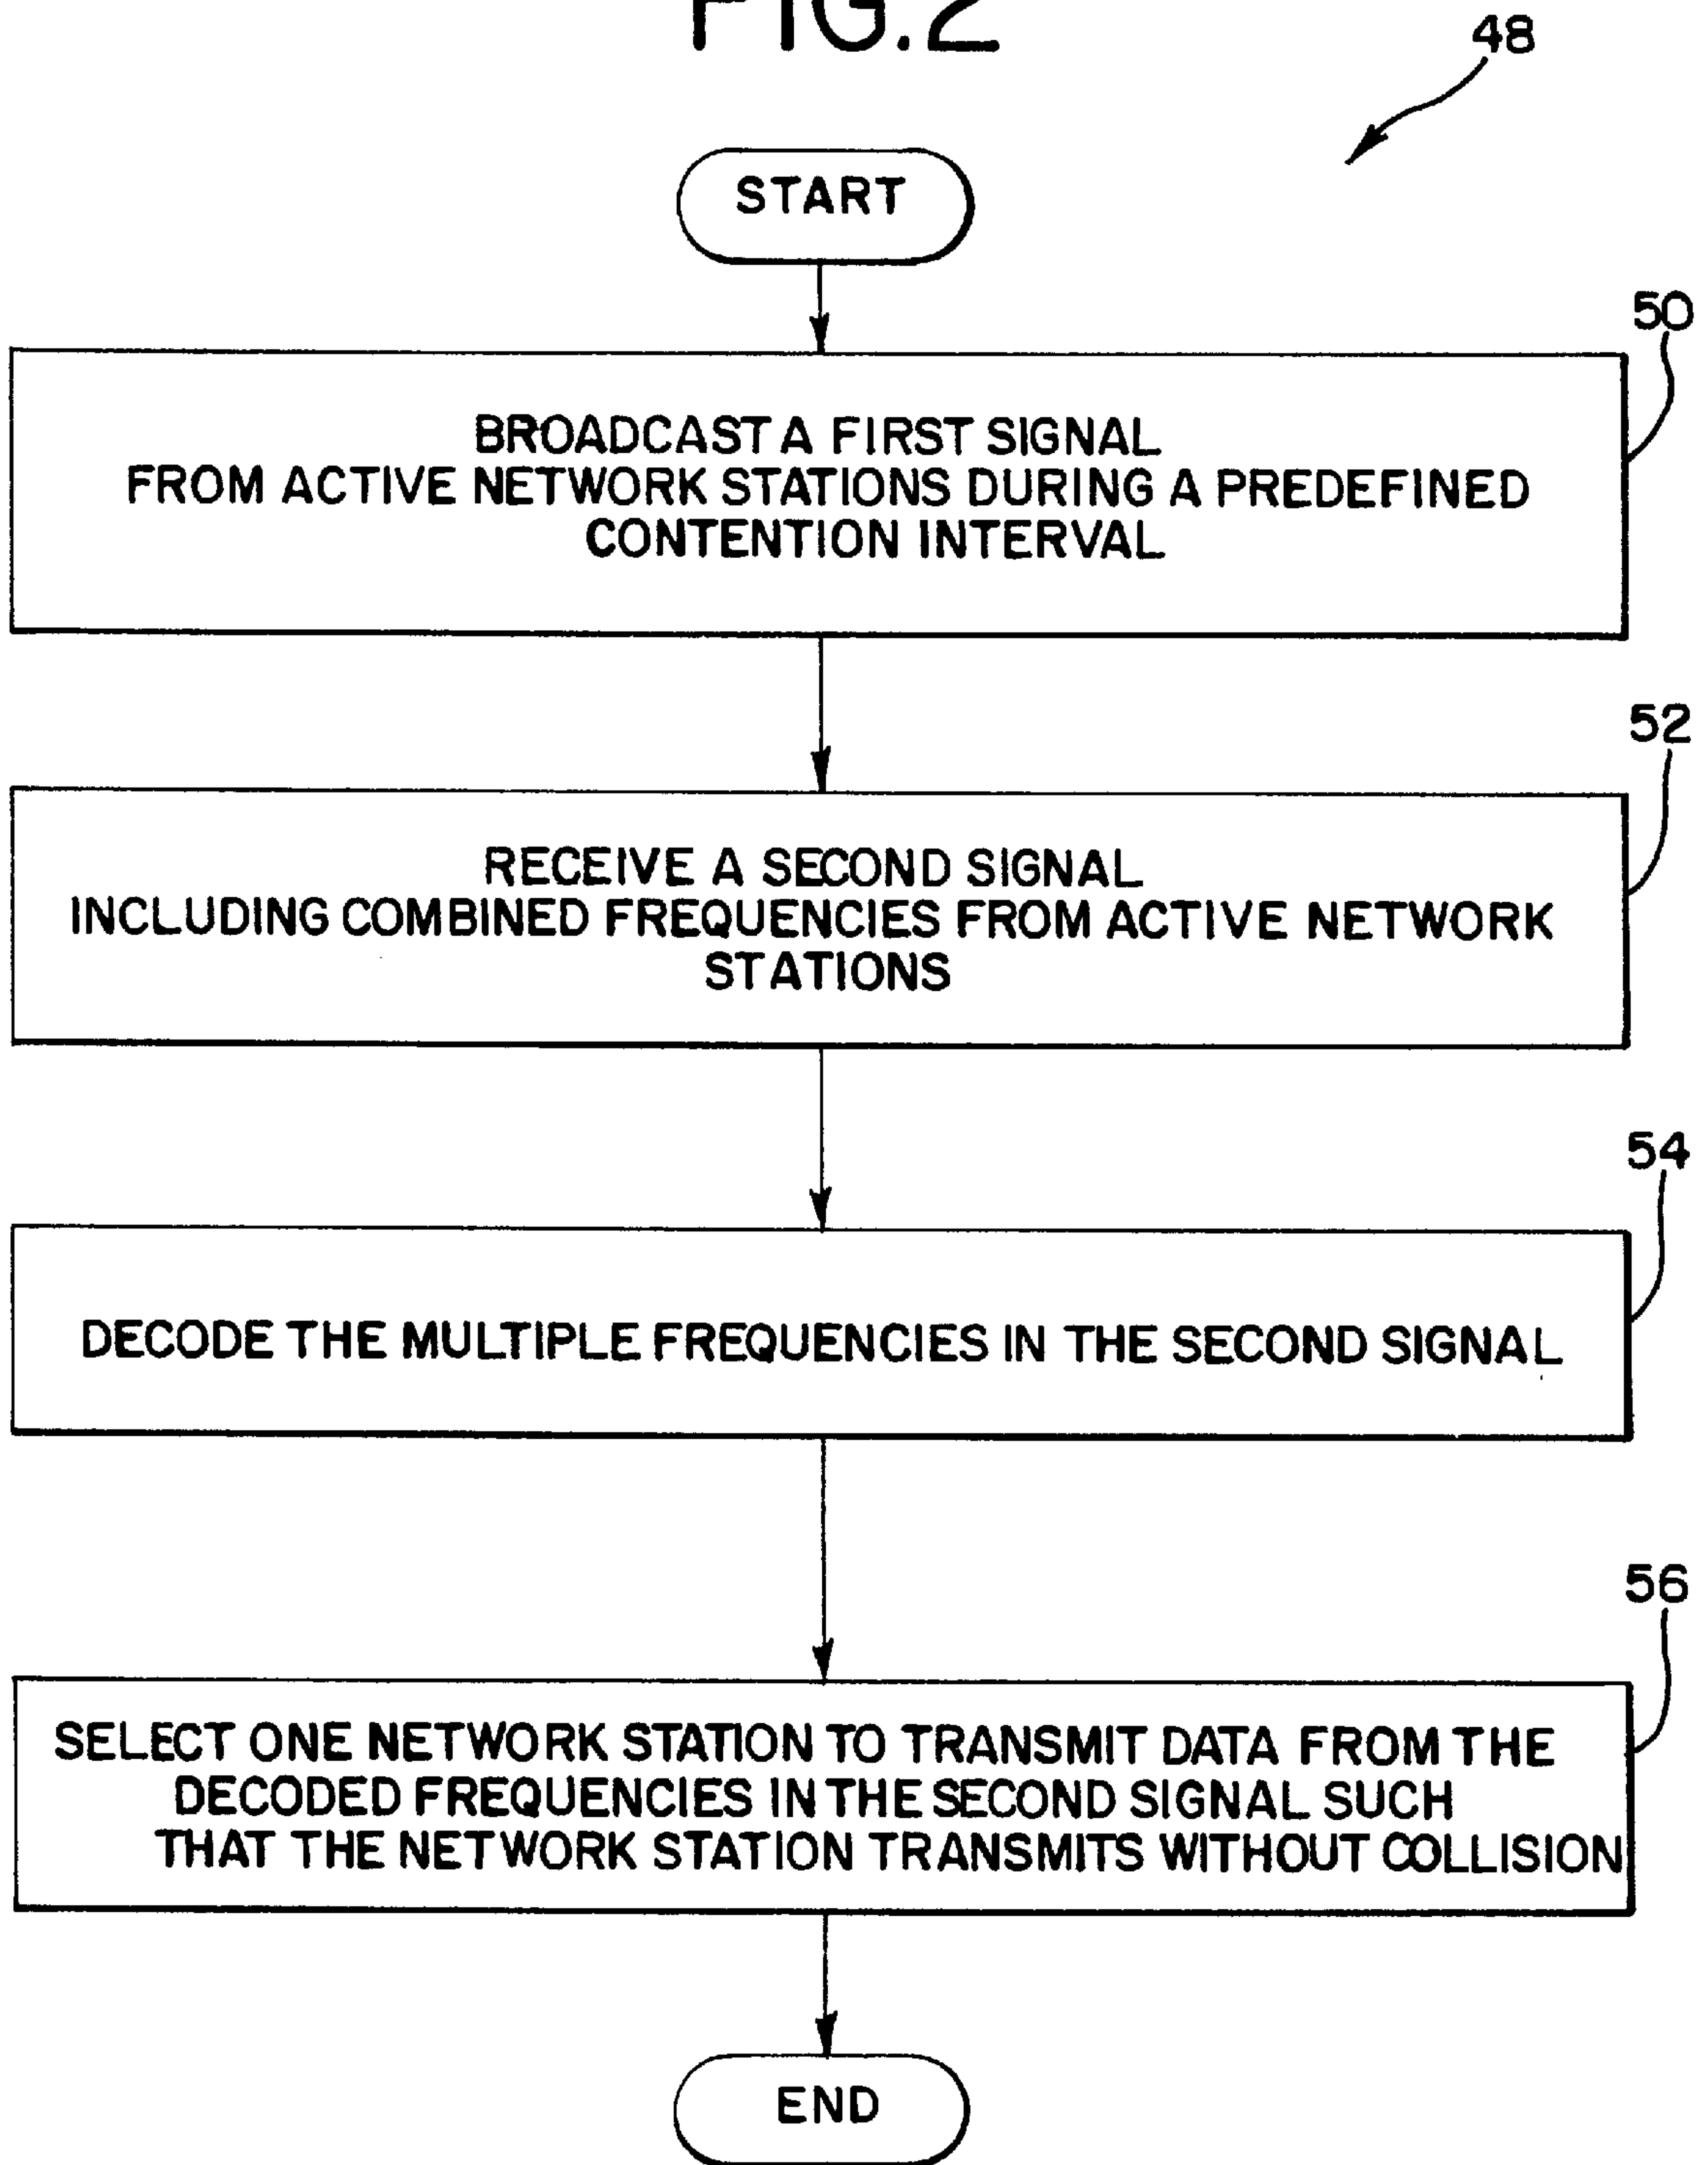 FIG.2
48
START
50
BROADCAST A FIRST SIGNAL
FROM ACTIVE NETWORK STATIONS DURING A PREDEFINED
CONTENTION INTERVAL
52
RECEIVE A SECOND SIGNAL
INCLUDING COMBINED FREQUENCIES FROM ACTIVE NETWORK
STATIONS
54
DECODE THE MULTIPLE FREQUENCIES IN THE SECOND SIGNAL
56
SELECT ONE NETWORK STATION TO TRANSMIT DATA FROM THE
DECODED FREQUENCIES IN THE SECOND SIGNAL SUCH
THAT THE NETWORK STATION TRANSMITS WITHOUT COLLISION
END